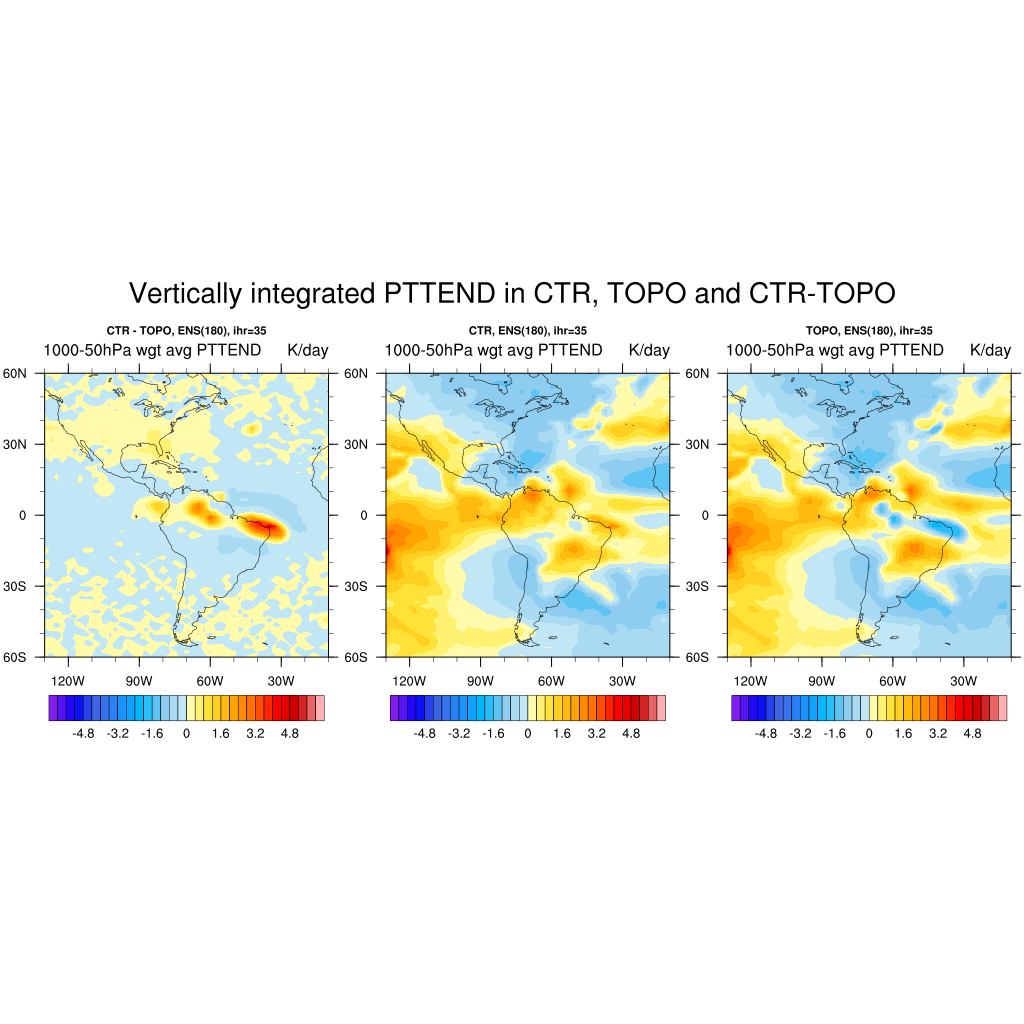 Vertically integrated PTTEND in CTR, TOPO and CTR-TOPO
CTR - TOPO, ENS(180), ihr=35
1000-50hPa wgt avg PTTEND K/day
60N
30N
0
30S
60S
120W 90W 60W 30W
-4.8 -3.2 -1.6 0 1.6 3.2 4.8
CTR, ENS(180), ihr=35
1000-50hPa wgt avg PTTEND K/day
60N
30N
0
30S
60S
120W 90W 60W 30W
-4.8 -3.2 -1.6 0 1.6 3.2 4.8
TOPO, ENS(180), ihr=35
1000-50hPa wgt avg PTTEND K/day
60N
30N
0
30S
60S
120W 90W 60W 30W
-4.8 -3.2 -1.6 0 1.6 3.2 4.8